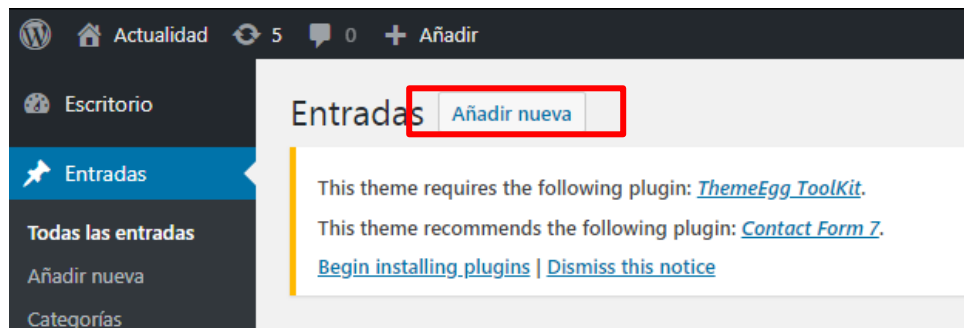 Actualidad 5 0 + Añadir
Escritorio
Entradas Añadir nueva
Entradas
This theme requires the following plugin: ThemeEgg ToolKit.
This theme recommends the following plugin: Contact Form 7.
Begin installing plugins | Dismiss this notice
Todas las entradas
Añadir nueva
Categorías